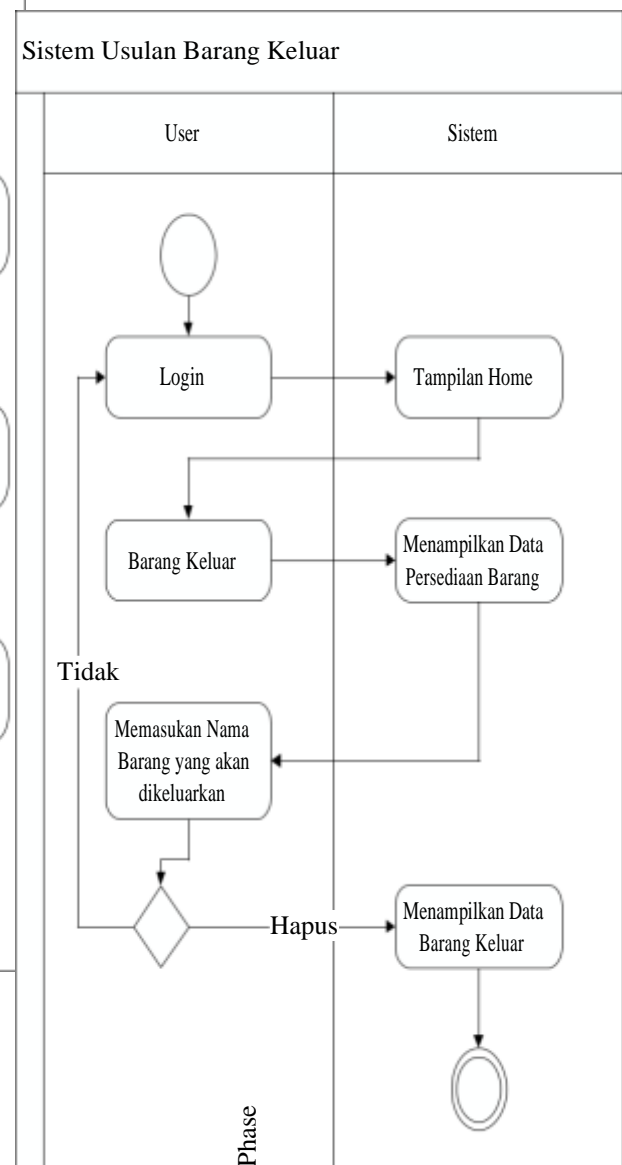 Sistem Usulan Barang Keluar
User
Sistem
Login
Tampilan Home
Barang Keluar
Menampilkan Data
Persediaan Barang
Tidak
Memasukan Nama
Barang yang akan
dikeluarkan
Hapus
Menampilkan Data
Barang Keluar
Phase